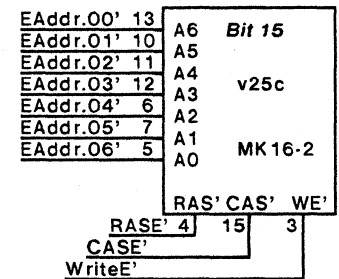 EAddr.00' 13 A6 Bit 15
EAddr.01' 10 A5
EAddr.02' 11 A4
EAddr.03' 12 A3 v25c
EAddr.04' 6 A2
EAddr.05' 7 A1
EAddr.06' 5 A0 MK16-2
RAS' CAS' WE'
RASE' 4 15 3
CASE'
WriteE'